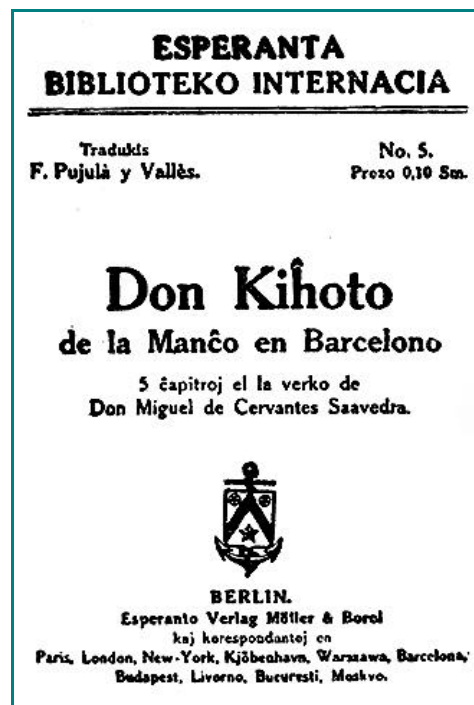 ESPERANTA
BIBLIOTEKO INTERNACIA
Tradukis
F. Pujulà y Vallès.
No. 5.
Prezo 0,10 Sm.
Don Kiĥoto
de la Manĉo en Barcelono
5 ĉapitroj el la verko de
Don Miguel de Cervantes Saavedra.
BERLIN.
Esperanto Verlag Möller & Borel
kaj korespondantoj en
Paris, London, New-York, Kjöbenhavn, Warszawa, Barcelona,
Budapest, Livorno, Bucuresti, Moskvo.